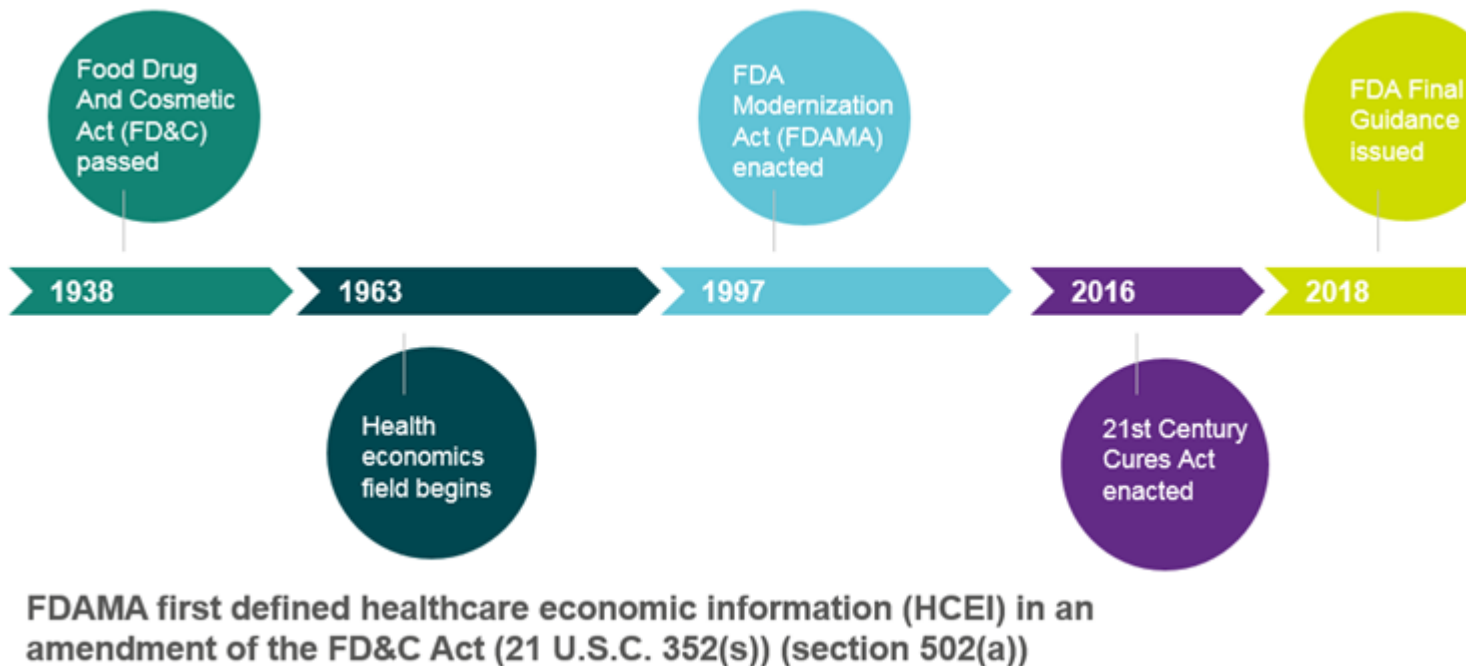 Food Drug
And Cosmetic
Act (FD&C)
passed
FDA
Modernization
Act (FDAMA)
enacted
FDA Final
Guidance
issued
1938
1963
1997
2016
2018
Health
economics
field begins
21st Century
Cures Act
enacted
FDAMA first defined healthcare economic information (HCEI) in an
amendment of the FD&C Act (21 U.S.C. 352(s)) (section 502(a))